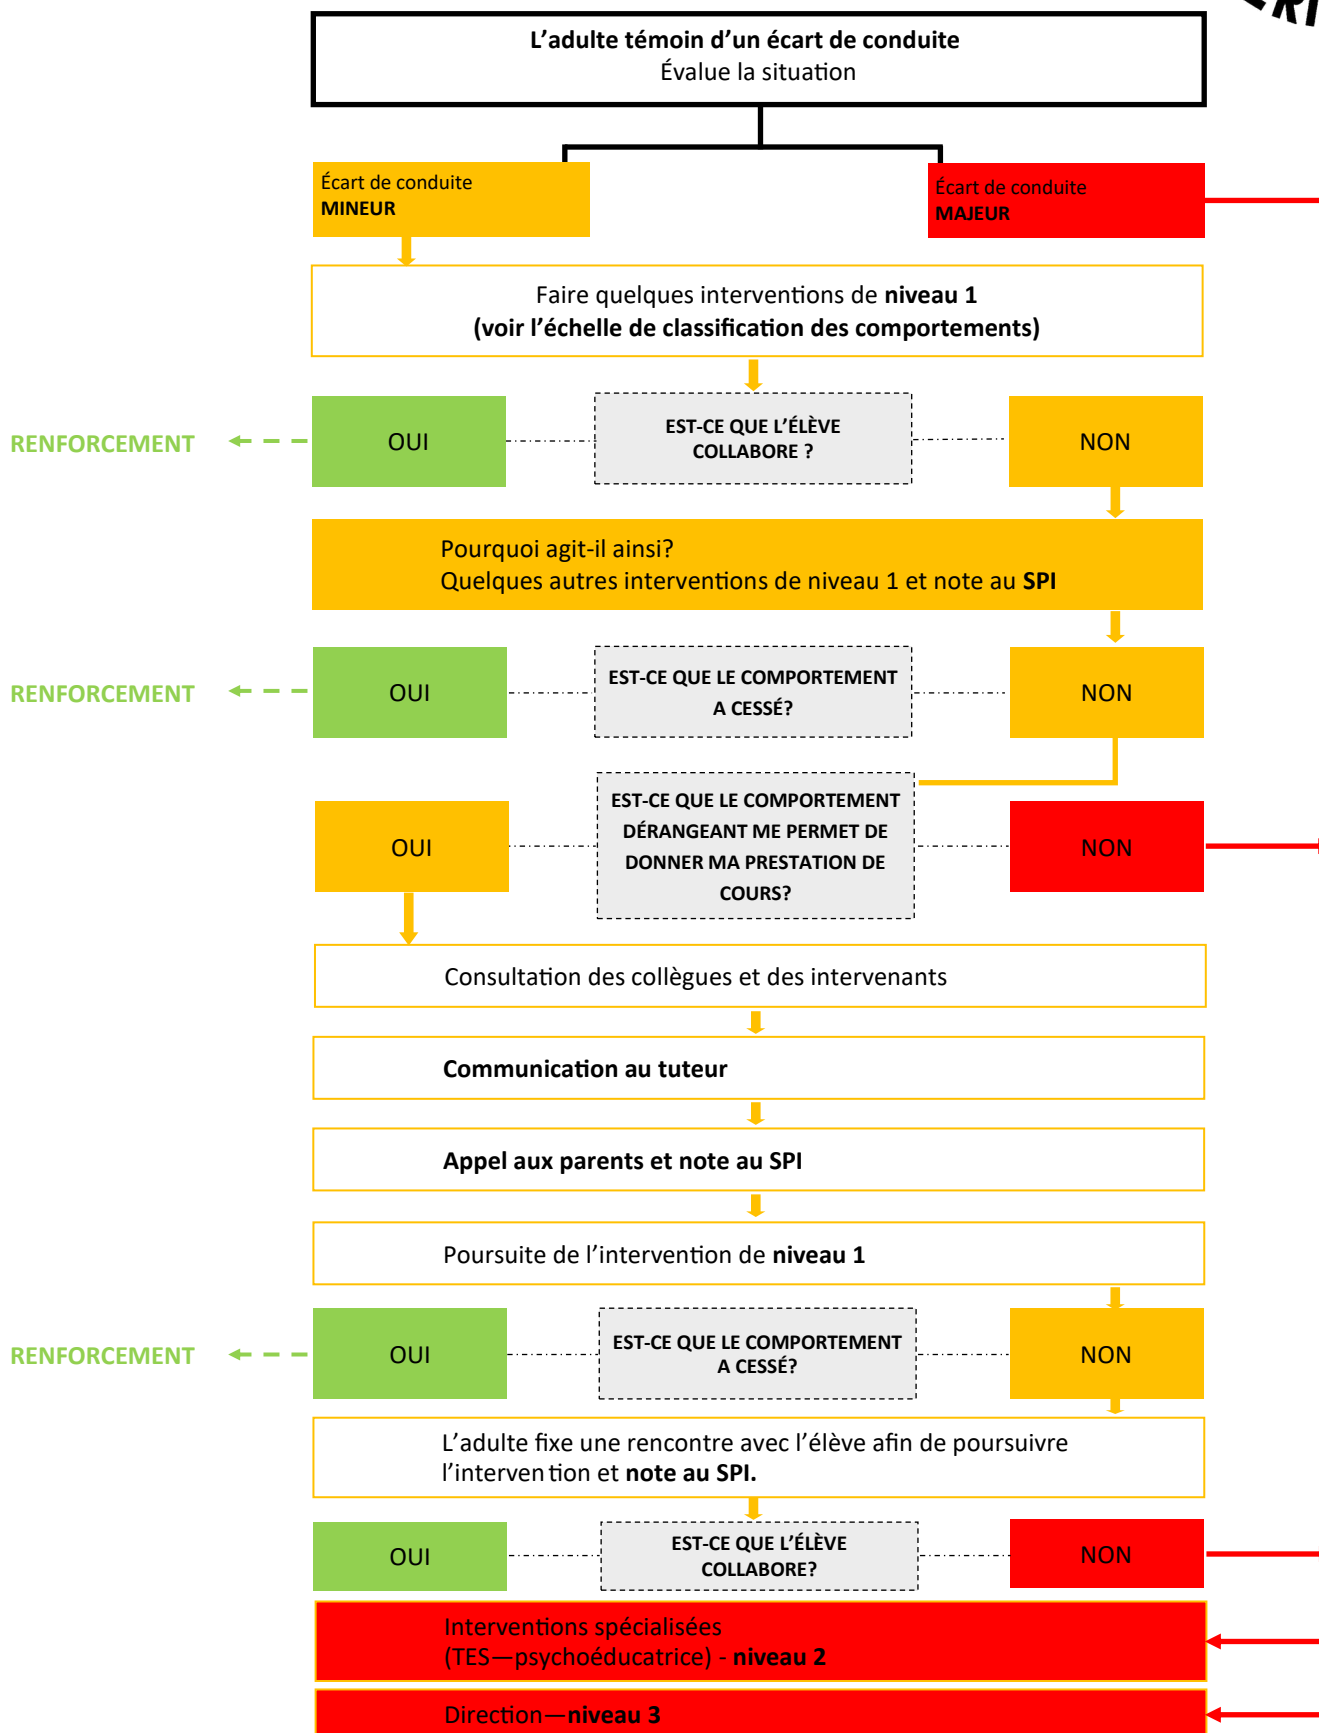 L’adulte témoin d’un écart de conduite
Évalue la situation
Écart de conduite
MINEUR
Écart de conduite
MAJEUR
Faire quelques interventions de niveau 1
(voir l’échelle de classification des comportements)
RENFORCEMENT
OUI
EST-CE QUE L’ÉLÈVE
COLLABORE ?
NON
Pourquoi agit-il ainsi?
Quelques autres interventions de niveau 1 et note au SPI
RENFORCEMENT
OUI
EST-CE QUE LE COMPORTEMENT
A CESSÉ?
NON
OUI
EST-CE QUE LE COMPORTEMENT
DÉRANGEANT ME PERMET DE
DONNER MA PRESTATION DE
COURS?
NON
Consultation des collègues et des intervenants
Communication au tuteur
Appel aux parents et note au SPI
Poursuite de l’intervention de niveau 1
RENFORCEMENT
OUI
EST-CE QUE LE COMPORTEMENT
A CESSÉ?
NON
L’adulte fixe une rencontre avec l’élève afin de poursuivre
l’intervention et note au SPI.
OUI
EST-CE QUE L’ÉLÈVE
COLLABORE?
NON
Interventions spécialisées
(TES—psychoéducatrice) - niveau 2
Direction—niveau 3